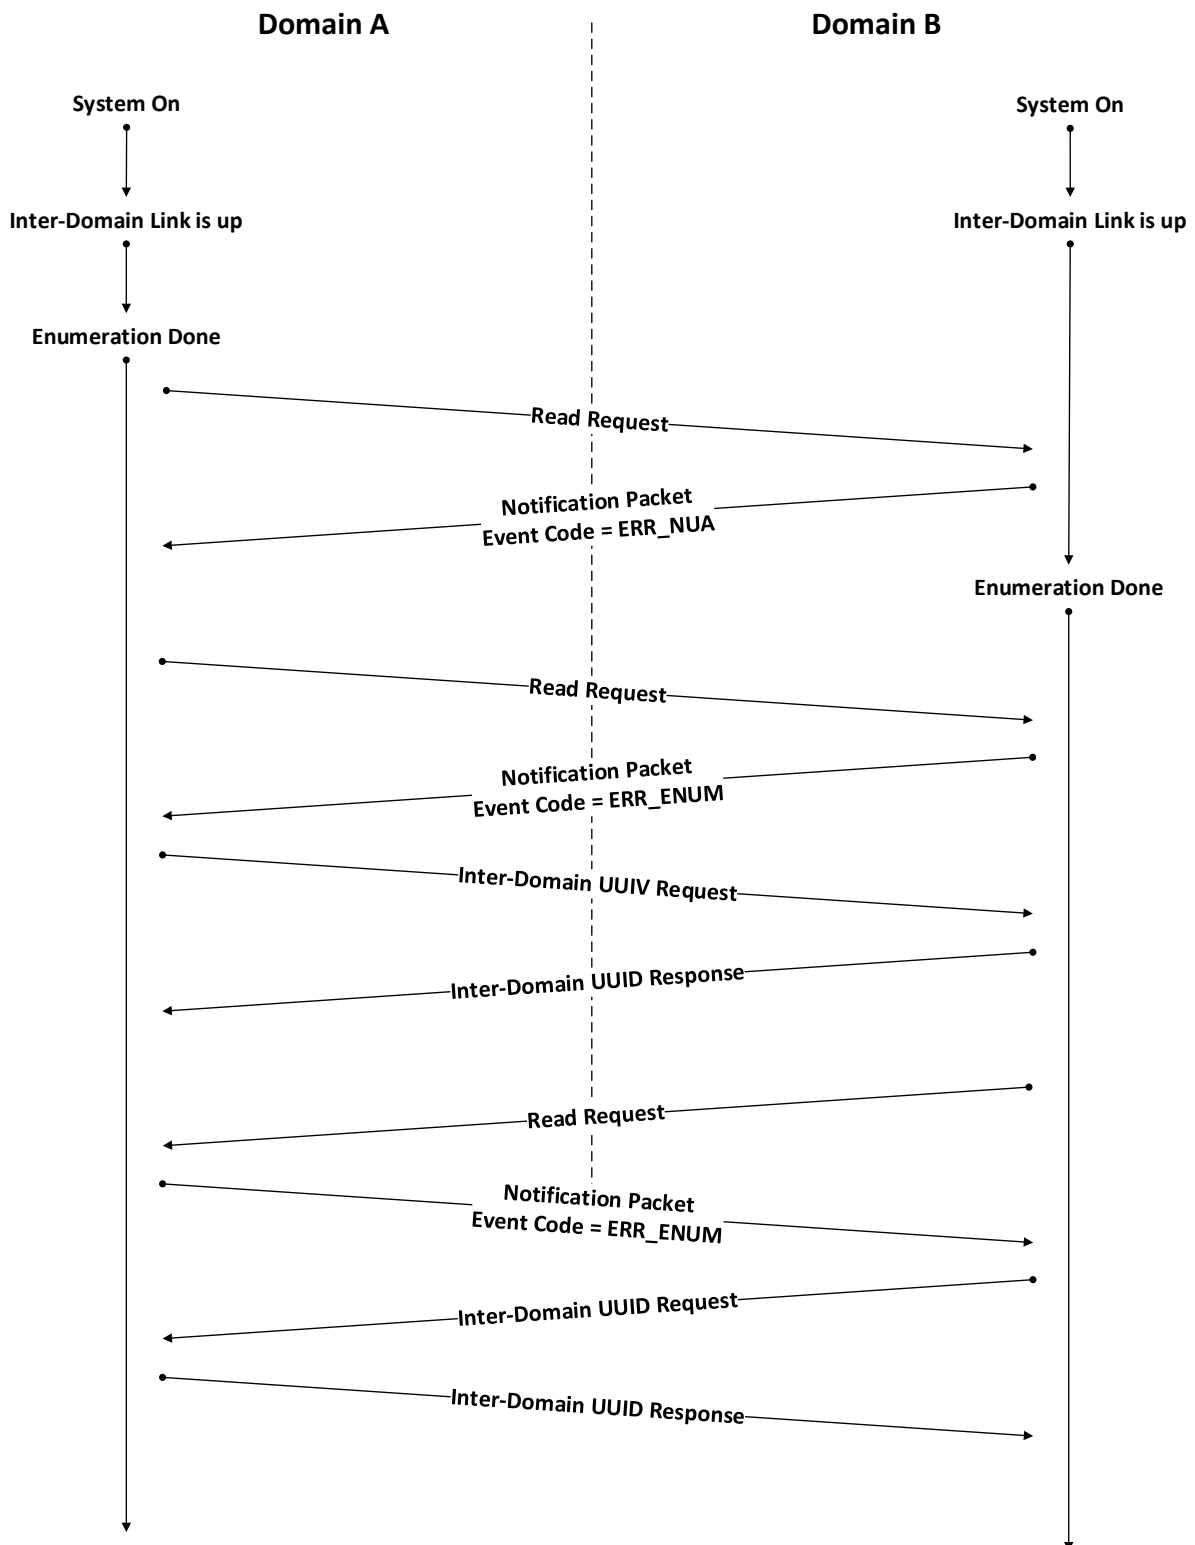 Domain A
Domain B
System On
System On
Inter-Domain Link is up
Inter-Domain Link is up
Enumeration Done
Read Request
Notification Packet
Event Code = ERR_NUA
Enumeration Done
Read Request
Notification Packet
Event Code = ERR_ENUM
Inter-Domain UUIV Request
Inter-Domain UUID Response
Read Request
Notification Packet
Event Code = ERR_ENUM
Inter-Domain UUID Request
Inter-Domain UUID Response